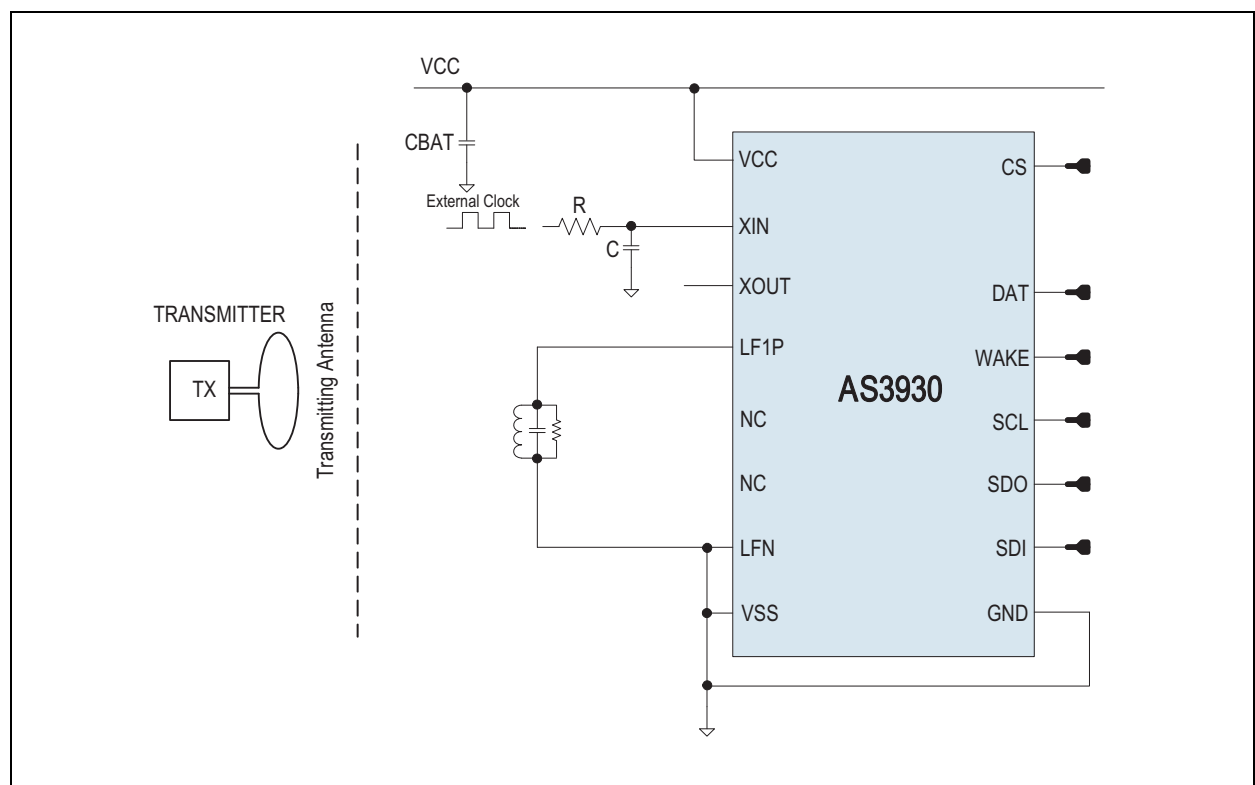 VCC
CBAT
External Clock
R
C
VCC
XIN
XOUT
LF1P
NC
NC
LFN
VSS
AS3930
CS
DAT
WAKE
SCL
SDO
SDI
GND
TRANSMITTER
TX
Transmitting Antenna